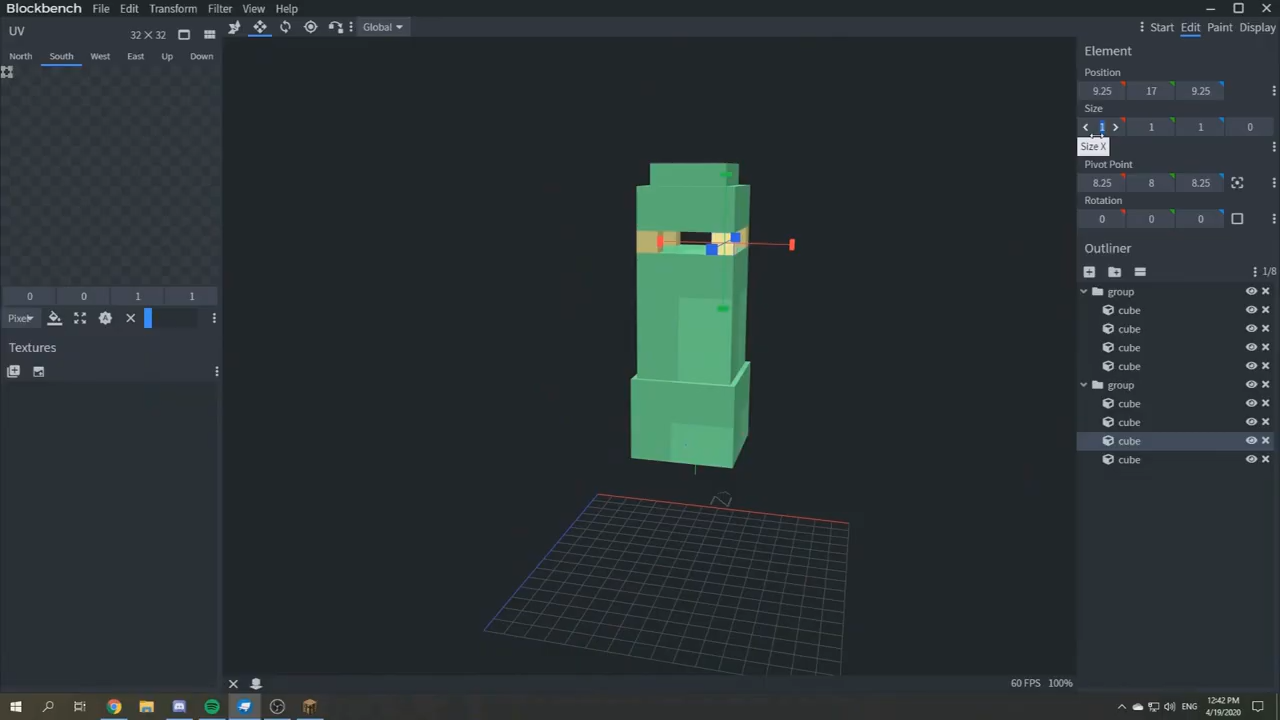 Blockbench File Edit Transform Filter View Help
UV 32 × 32
North South West East Up Down
0 0 1 1
Pixel
Textures
Global
Start Edit Paint Display
Element
Position
9.25 17 9.25
Size
1 1 1 0
Size X
Pivot Point
8.25 8 8.25
Rotation
0 0 0
Outliner
1/8
group
cube
cube
cube
cube
group
cube
cube
cube
cube
60 FPS 100%
ENG
12:42 PM
4/19/2020